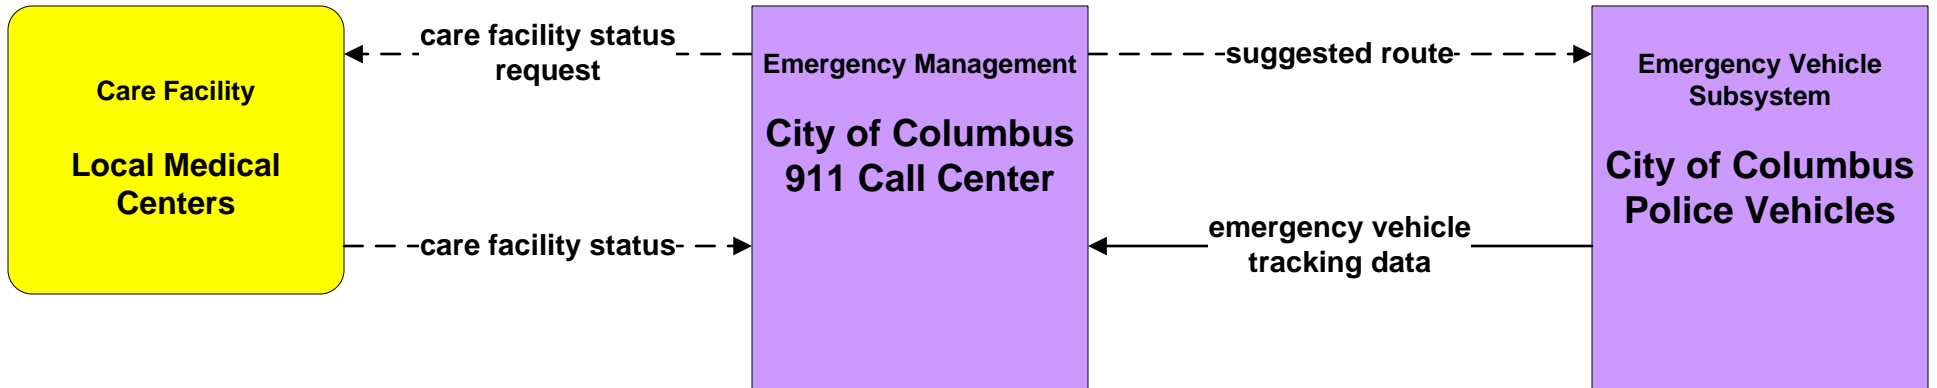 Care Facility
Local Medical
Centers
care facility status
request
care facility status
Emergency Management
City of Columbus
911 Call Center
suggested route
emergency vehicle
tracking data
Emergency Vehicle
Subsystem
City of Columbus
Police Vehicles